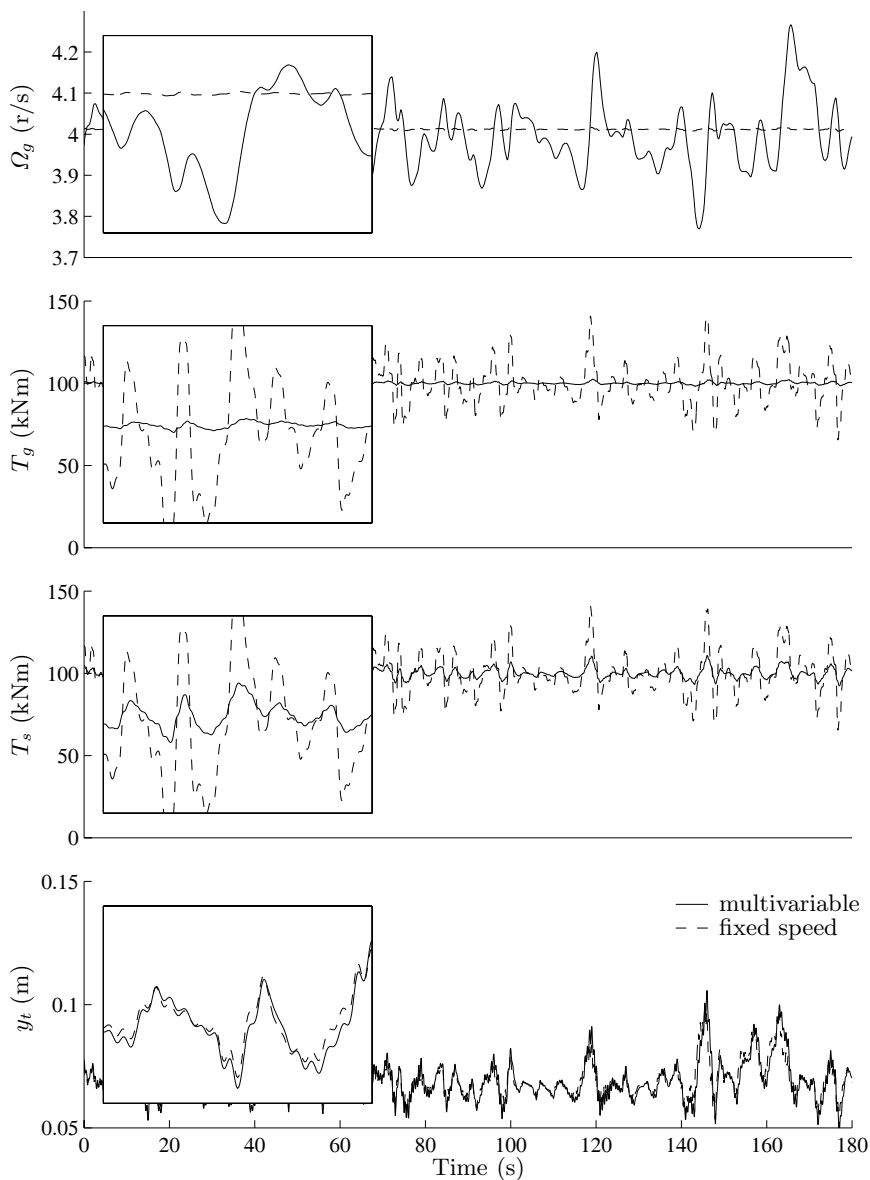 4.2
4.1
4
3.9
3.8
3.7
Ω_g (r/s)
150
100
50
0
T_g (kNm)
150
100
50
0
T_s (kNm)
0.15
0.1
0.05
y_t (m)
multivariable
fixed speed
0 20 40 60 80 100 120 140 160 180
Time (s)